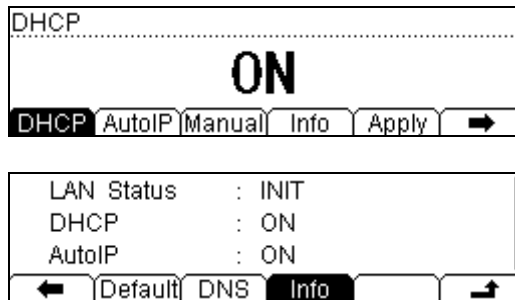 DHCP
ON
DHCP AutoIP Manual Info Apply ➡
LAN Status : INIT
DHCP : ON
AutoIP : ON
⬅ Default DNS Info